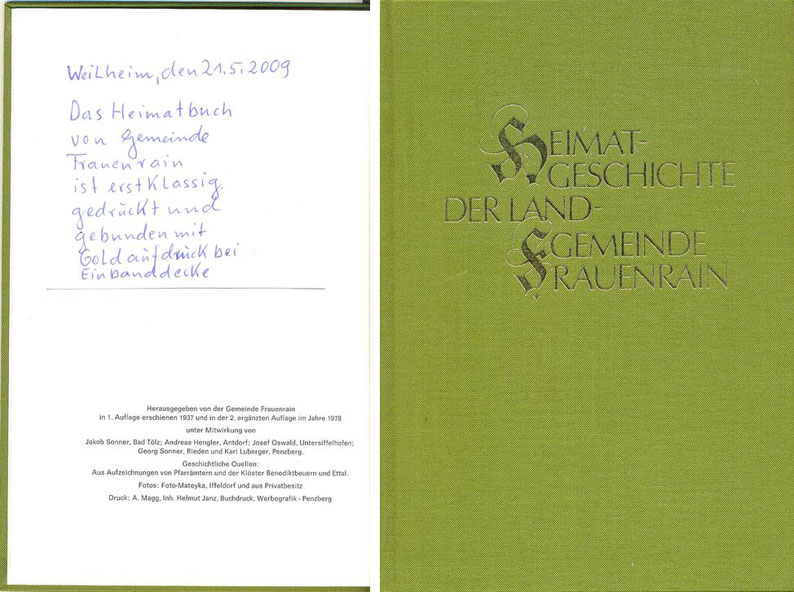 Weilheim, den 21.5. 2009
Das Heimatbuch
von Gemeinde
Frauenrain
ist erstklassig
gedrückt und
gebunden mit
Goldaufdruck bei
Einbanddecke
Herausgegeben von der Gemeinde Frauenrain
in 1. Auflage erschienen 1937 und in der 2. ergänzten Auflage im Jahre 1978
unter Mitwirkung von
Jakob Sonner, Bad Tölz; Andreas Hengler, Antdorf; Josef Oswald, Untersiffelhofen;
Georg Sonner, Rieden und Karl Luberger, Penzberg.
Geschichtliche Quellen:
Aus Aufzeichnungen von Pfarrämtern und der Klöster Benediktbeuern und Ettal.
Fotos: Foto-Mateyka, Iffeldorf und aus Privatbesitz
Druck: A. Magg, Inh. Helmut Janz, Buchdruck, Werbegrafik - Penzberg
HEIMAT-
GESCHICHTE
DER LAND-
GEMEINDE
FRAUENRAIN